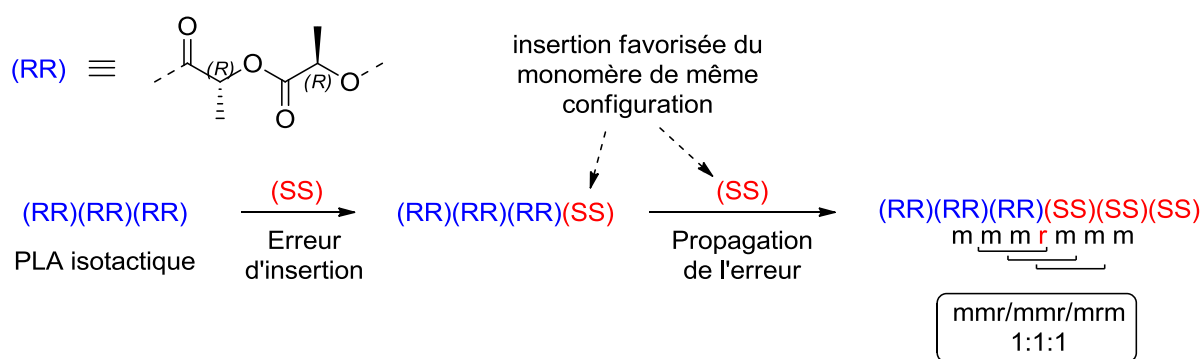 (RR) ≡
O
(R)
O
O
(R)
O
insertion favorisée du
monomère de même
configuration
(RR)(RR)(RR)
PLA isotactique
(SS)
Erreur
d'insertion
(RR)(RR)(RR)(SS)
(SS)
Propagation
de l'erreur
(RR)(RR)(RR)(SS)(SS)(SS)
m m m r m m m
mmr/mmr/mrm
1:1:1